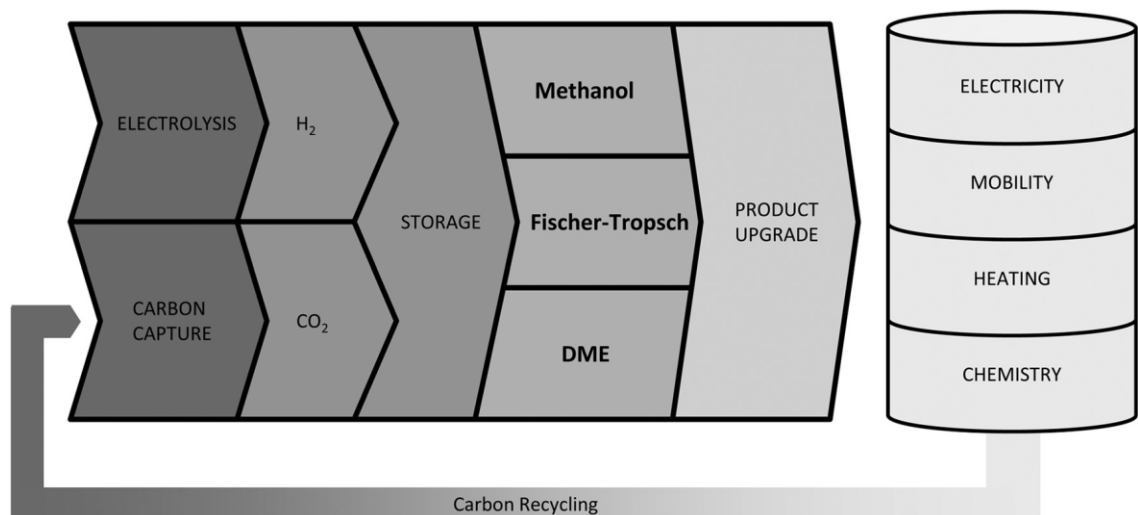 ELECTROLYSIS
H₂
CARBON
CAPTURE
CO₂
STORAGE
Methanol
Fischer-Tropsch
DME
PRODUCT
UPGRADE
ELECTRICITY
MOBILITY
HEATING
CHEMISTRY
Carbon Recycling